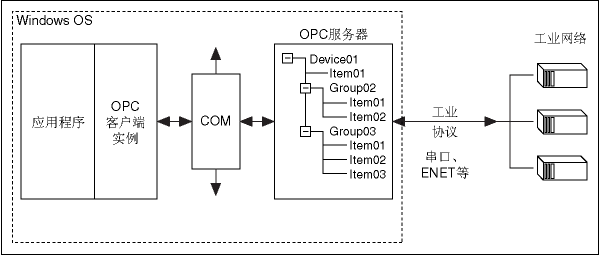 Windows OS
应用程序
OPC
客户端
实例
COM
OPC服务器
Device01
Item01
Group02
Item01
Item02
Group03
Item01
Item02
Item03
工业
协议
串口、
ENET等
工业网络